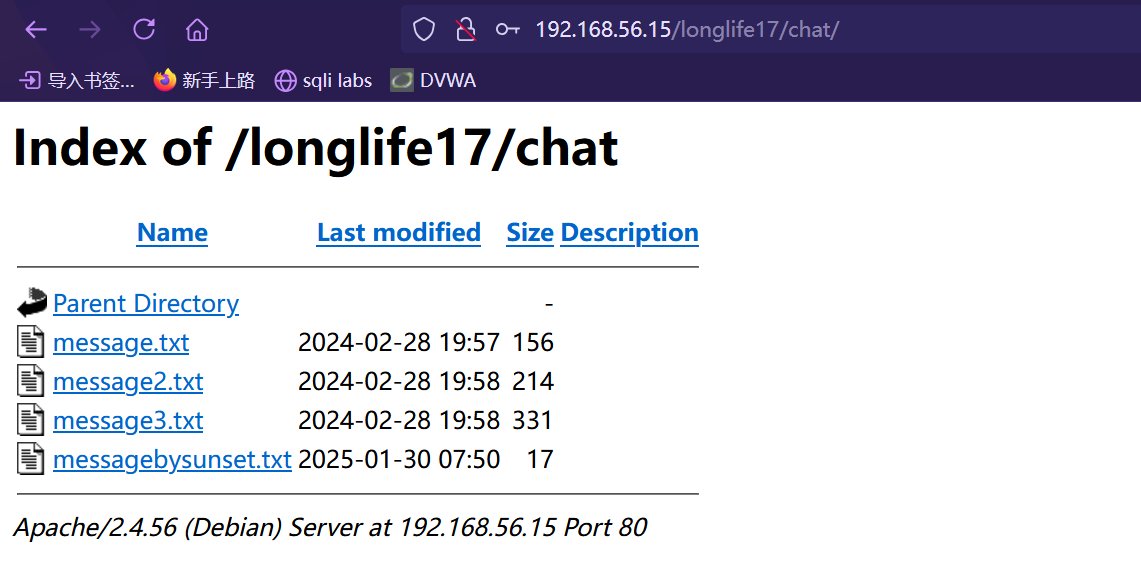 192.168.56.15/longlife17/chat/
导入书签... 新手上路 sqli labs DVWA
Index of /longlife17/chat
Name Last modified Size Description
Parent Directory -
message.txt 2024-02-28 19:57 156
message2.txt 2024-02-28 19:58 214
message3.txt 2024-02-28 19:58 331
messagebysunset.txt 2025-01-30 07:50 17
Apache/2.4.56 (Debian) Server at 192.168.56.15 Port 80